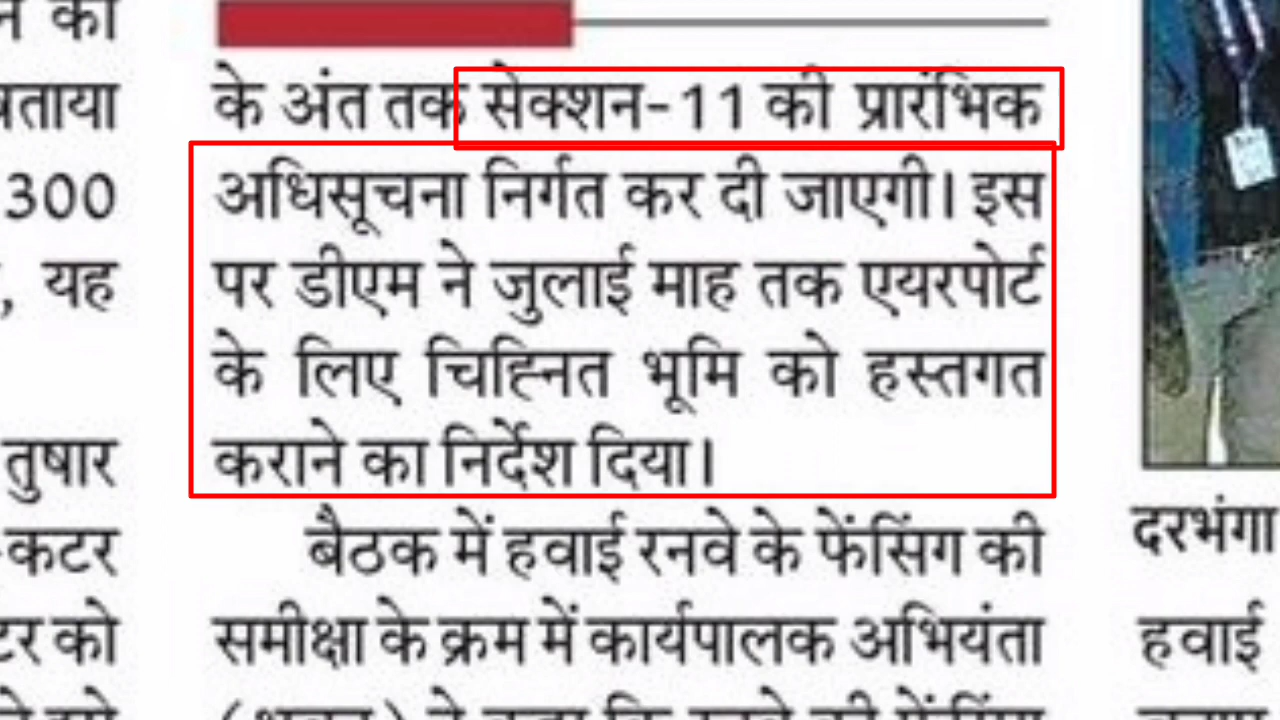 बताया
300
, यह
तुषार
कटर
टर को
के अंत तक सेक्शन-11 की प्रारंभिक
अधिसूचना निर्गत कर दी जाएगी। इस
पर डीएम ने जुलाई माह तक एयरपोर्ट
के लिए चिह्नित भूमि को हस्तगत
कराने का निर्देश दिया।
बैठक में हवाई रनवे के फेंसिंग की
समीक्षा के क्रम में कार्यपालक अभियंता
दरभंगा
हवाई